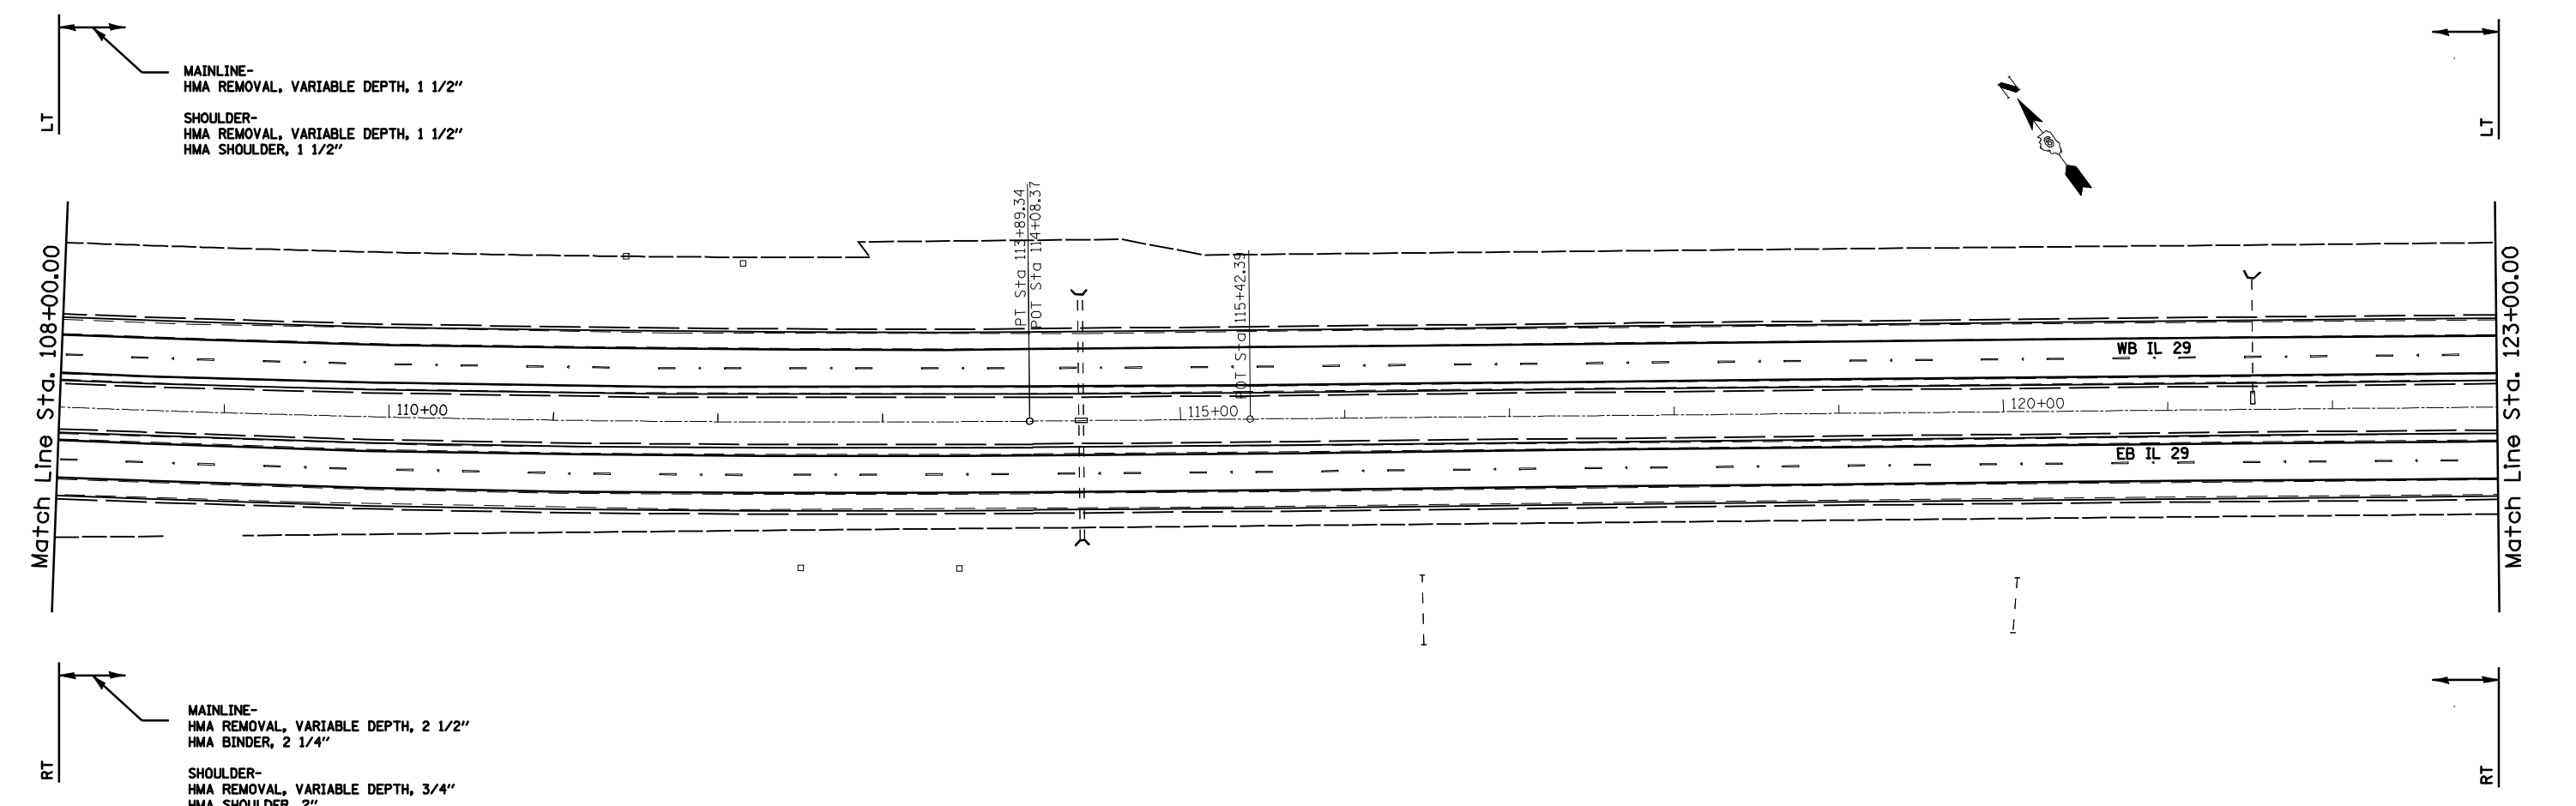 LT
MAINLINE-
HMA REMOVAL, VARIABLE DEPTH, 1 1/2"
SHOULDER-
HMA REMOVAL, VARIABLE DEPTH, 1 1/2"
HMA SHOULDER, 1 1/2"
LT
N
Match Line Sta. 108+00.00
PT Sta 113+89.34
POT Sta 114+08.37
POT Sta 115+42.39
WB IL 29
110+00
115+00
120+00
EB IL 29
Match Line Sta. 123+00.00
RT
MAINLINE-
HMA REMOVAL, VARIABLE DEPTH, 2 1/2"
HMA BINDER, 2 1/4"
SHOULDER-
HMA REMOVAL, VARIABLE DEPTH, 3/4"
HMA SHOULDER, 2"
RT